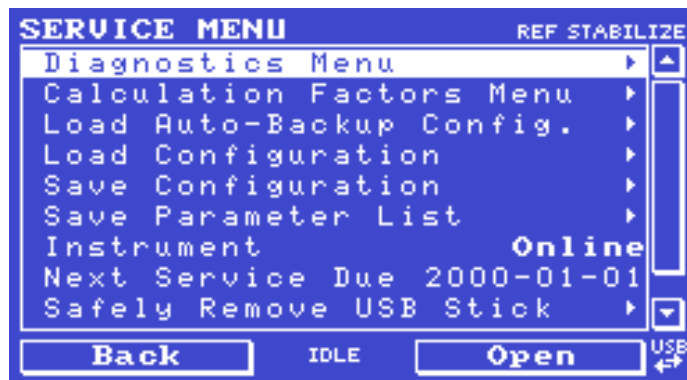 SERVICE MENU REF STABILIZE
Diagnostics Menu
Calculation Factors Menu
Load Auto-Backup Config.
Load Configuration
Save Configuration
Save Parameter List
Instrument Online
Next Service Due 2000-01-01
Safely Remove USB Stick
Back IDLE Open USB